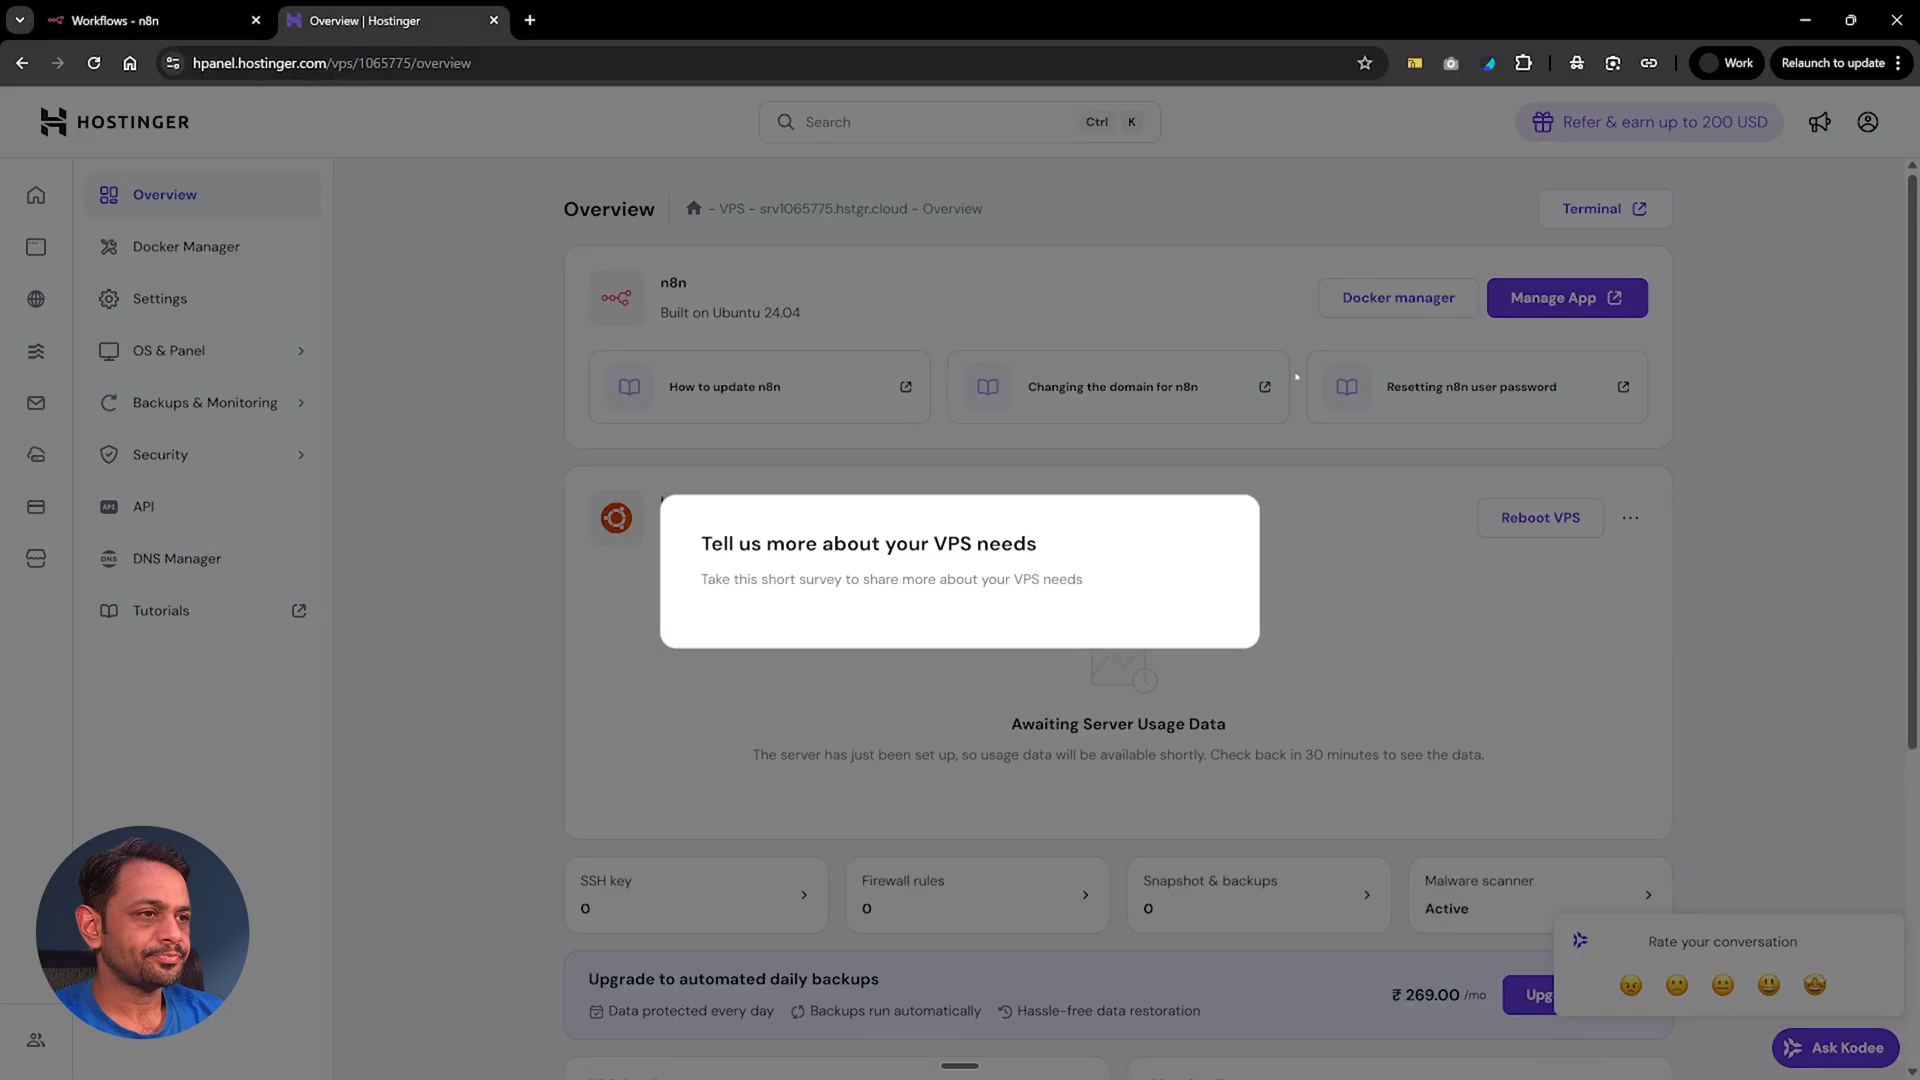 Workflows - n8n
Overview | Hostinger
hpanel.hostinger.com/vps/1065775/overview
Work
Relaunch to update
HOSTINGER
Search
Ctrl
K
Refer & earn up to 200 USD
Overview
Docker Manager
Settings
OS & Panel
Backups & Monitoring
Security
API
API
DNS
DNS Manager
Tutorials
Overview
- VPS - srv1065775.hstgr.cloud - Overview
Terminal
n8n
Built on Ubuntu 24.04
Docker manager
Manage App
How to update n8n
Changing the domain for n8n
Resetting n8n user password
Reboot VPS
Tell us more about your VPS needs
Take this short survey to share more about your VPS needs
Awaiting Server Usage Data
The server has just been set up, so usage data will be available shortly. Check back in 30 minutes to see the data.
SSH key
0
Firewall rules
0
Snapshot & backups
0
Malware scanner
Active
Rate your conversation
Upgrade to automated daily backups
Data protected every day
Backups run automatically
Hassle-free data restoration
₹ 269.00 /mo
Upg
Ask Kodee